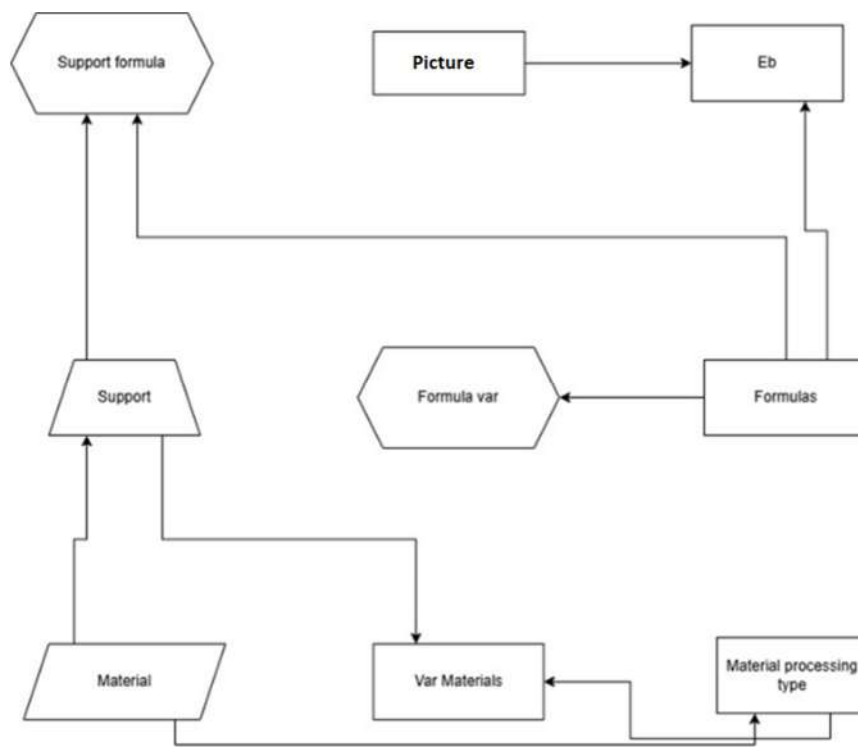 Support formula
Picture
Eb
Support
Formula var
Formulas
Material
Var Materials
Material processing
type